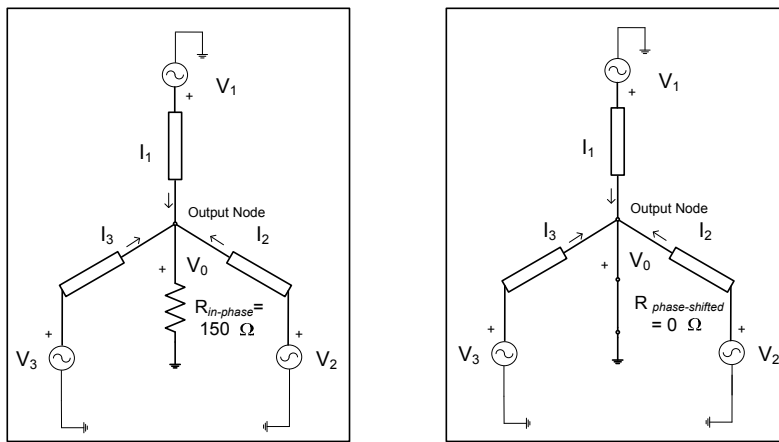 +
V1
I1
Output Node
I3
I2
+
V0
Rin-phase=
150 Ω
+
+
V3
V2
+
V1
I1
Output Node
I3
I2
+
V0
R phase-shifted
= 0 Ω
+
+
V3
V2